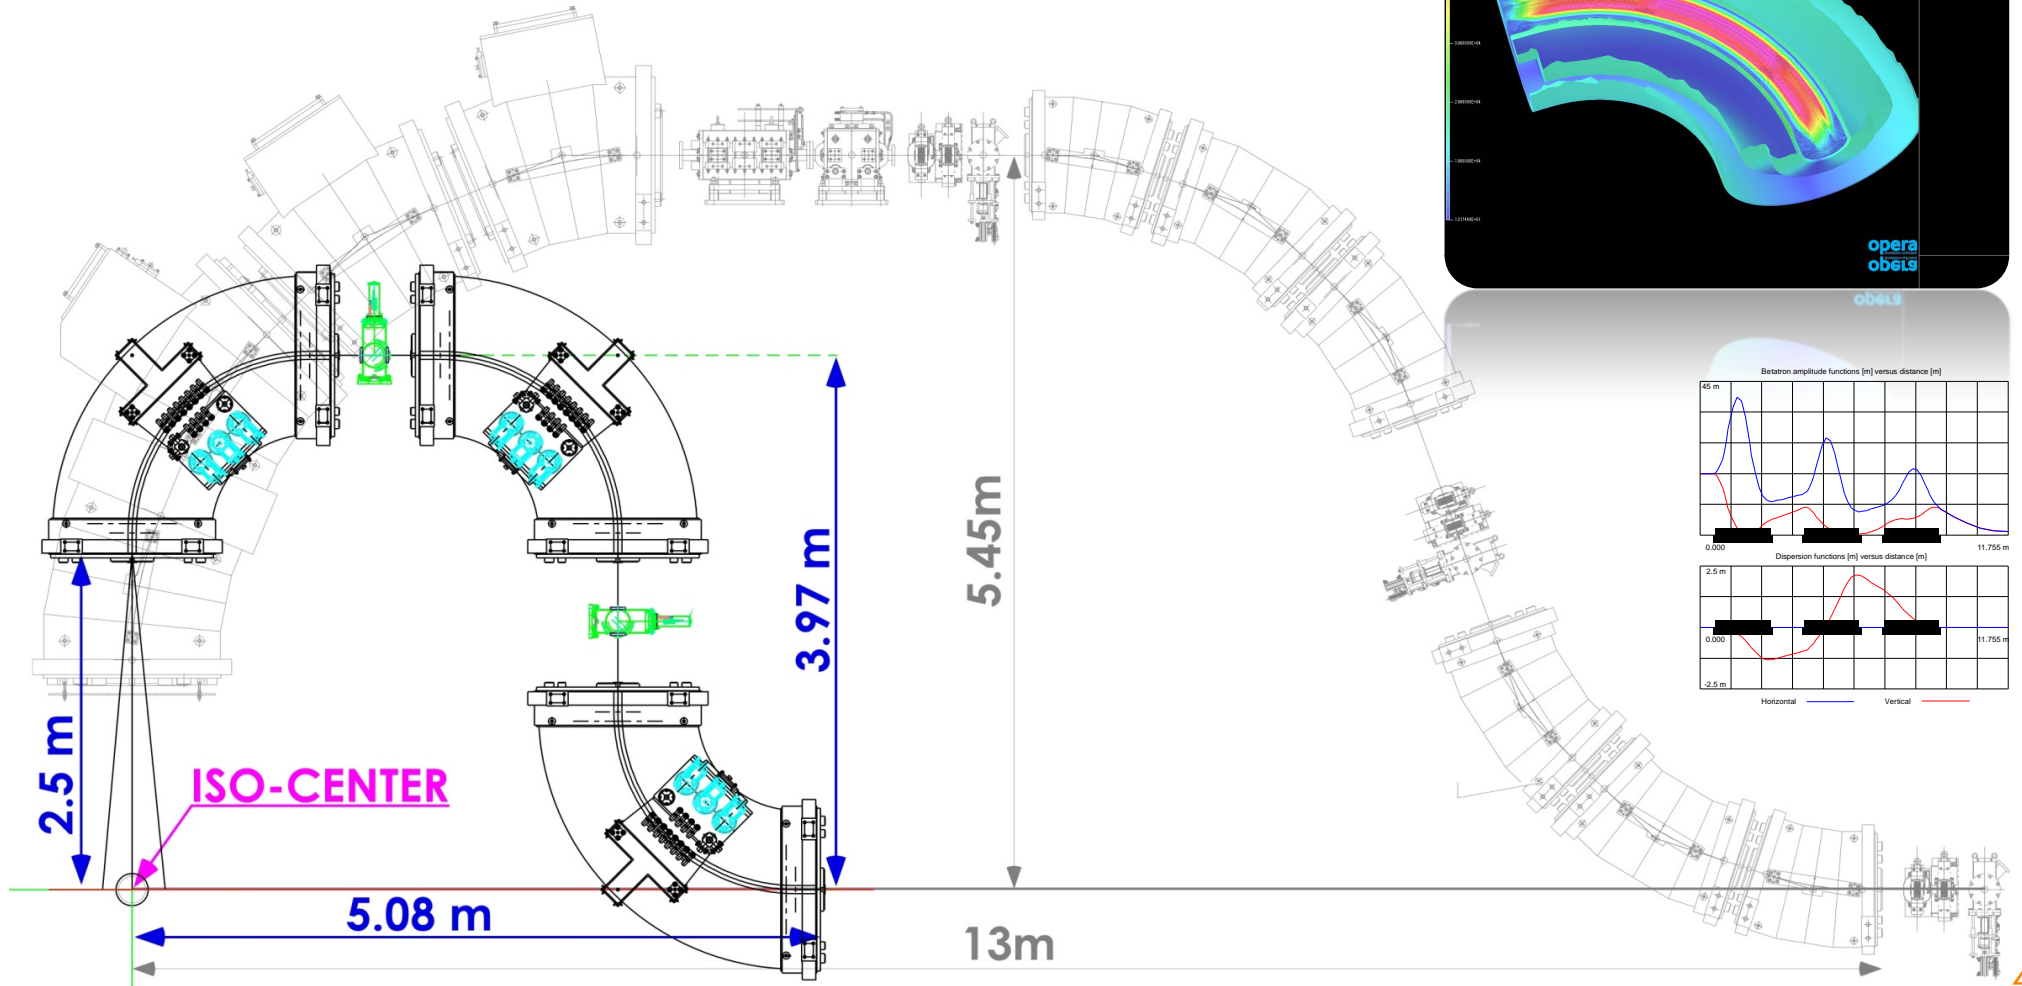 opera
Betatron amplitude functions [m] versus distance [m]
45 m
0.000
11.755 m
Dispersion functions [m] versus distance [m]
2.5 m
0.000
11.755 m
-2.5 m
Horizontal
Vertical
5.45m
3.97 m
2.5 m
ISO-CENTER
5.08 m
13m